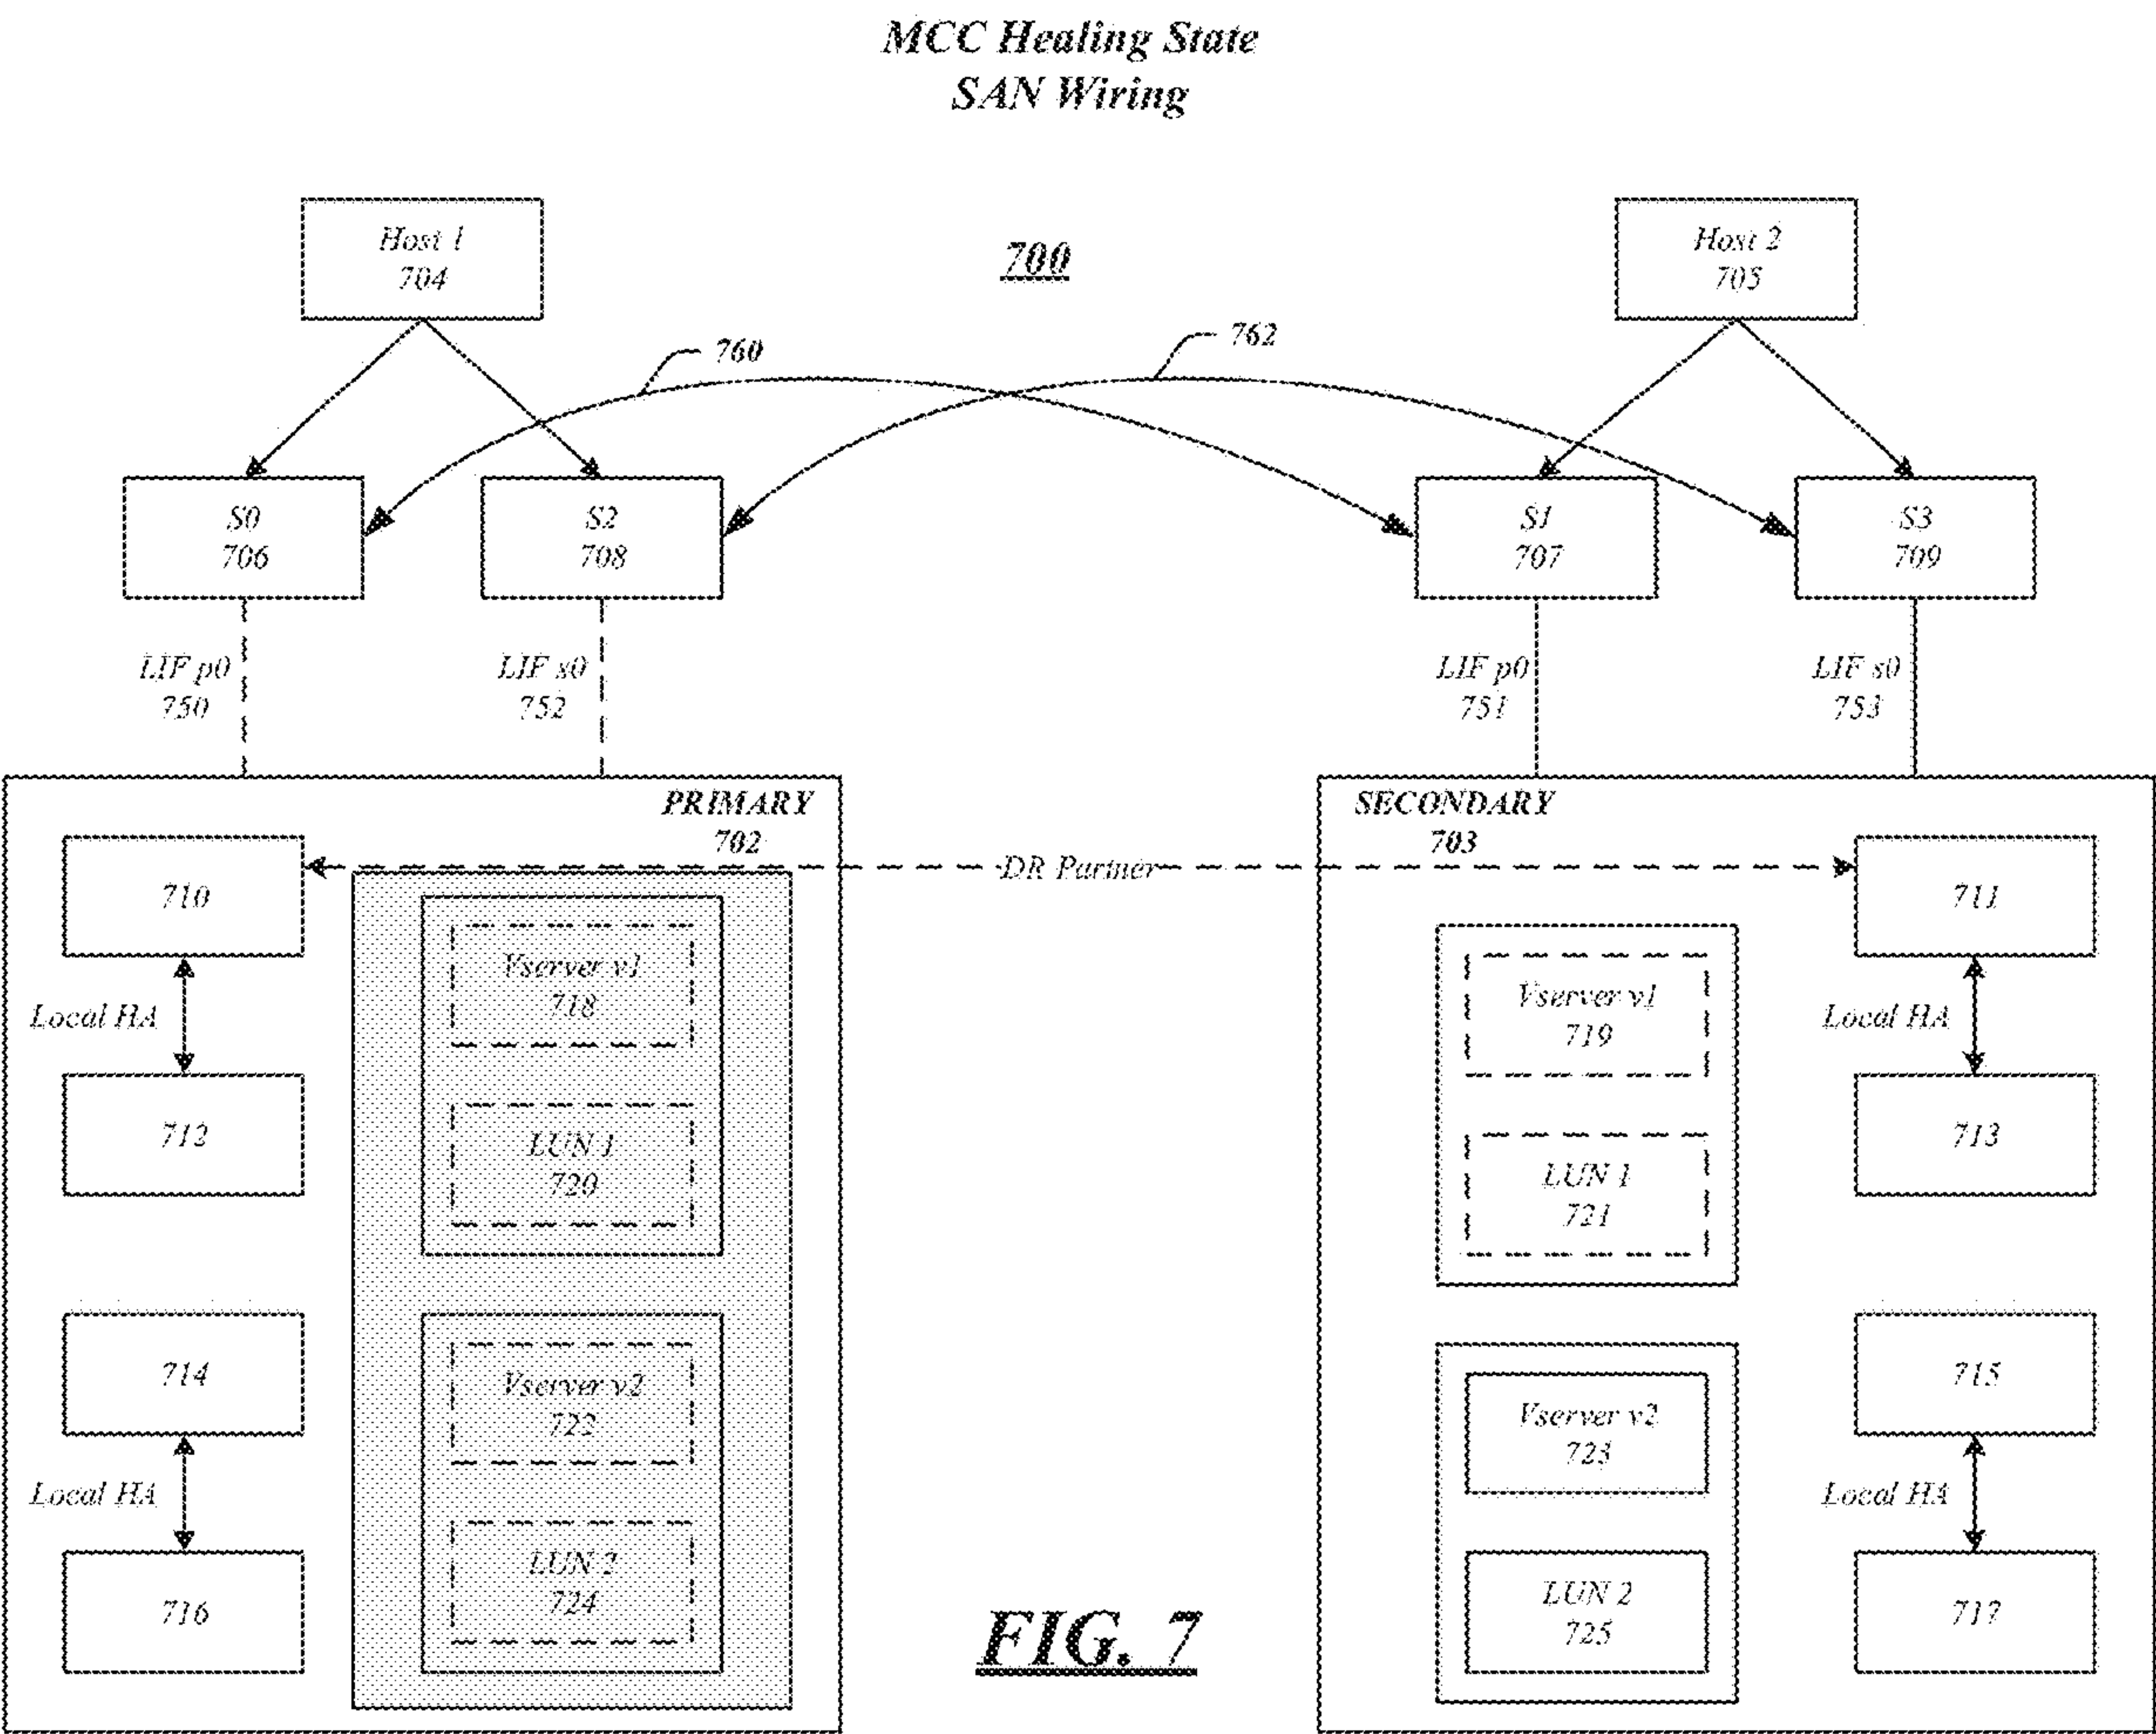 MCC Healing State
SAN Wiring
Host 1
704
700
Host 2
705
760
762
S0
706
S2
708
S1
707
S3
709
LIF p0
750
LIF s0
752
LIF p0
751
LIF s0
753
PRIMARY
702
SECONDARY
703
DR Partner
710
711
Vserver v1
718
Vserver v1
719
Local HA
Local HA
712
713
LUN 1
720
LUN 1
721
714
715
Vserver v2
722
Vserver v2
723
Local HA
Local HA
716
717
LUN 2
724
LUN 2
725
FIG. 7